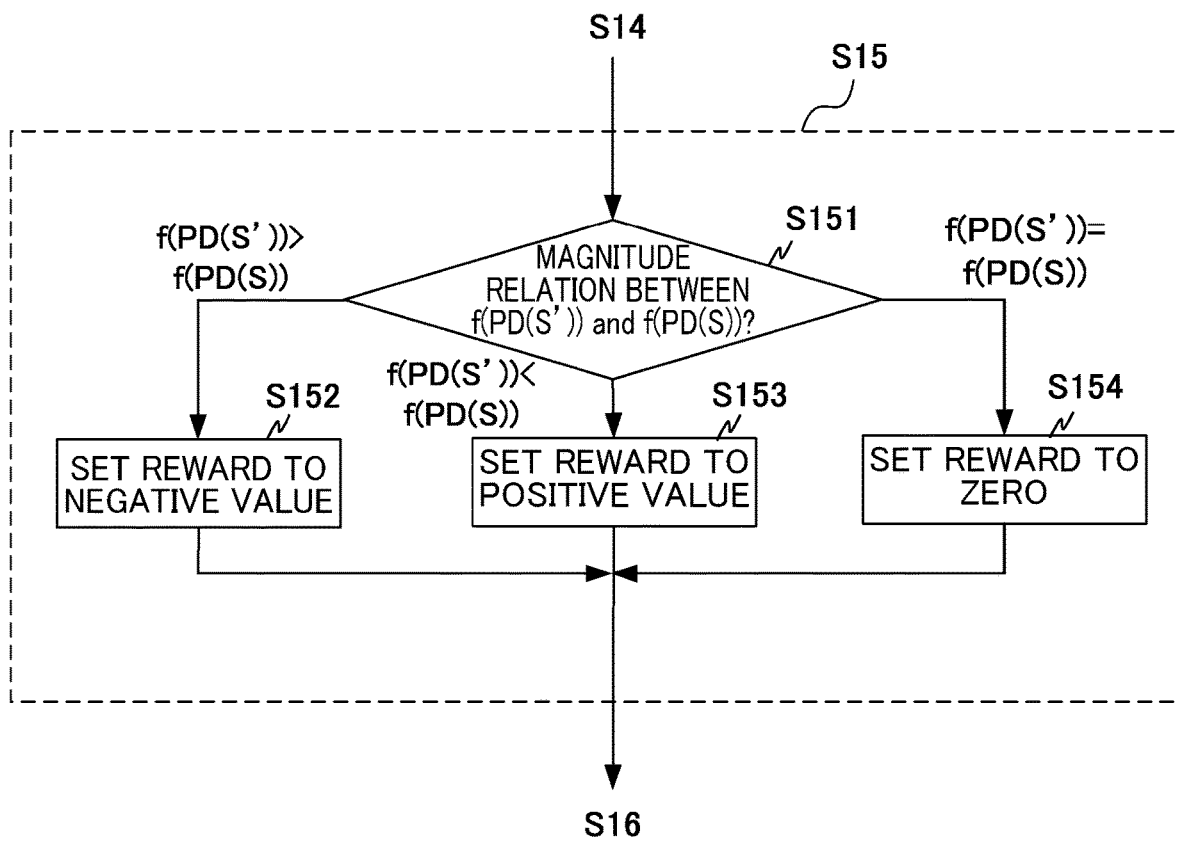 S14
S15
f(PD(S'))>
f(PD(S))
S151
MAGNITUDE
RELATION BETWEEN
f(PD(S')) and f(PD(S))?
f(PD(S'))=
f(PD(S))
f(PD(S'))<
f(PD(S))
S152
SET REWARD TO
NEGATIVE VALUE
S153
SET REWARD TO
POSITIVE VALUE
S154
SET REWARD TO
ZERO
S16